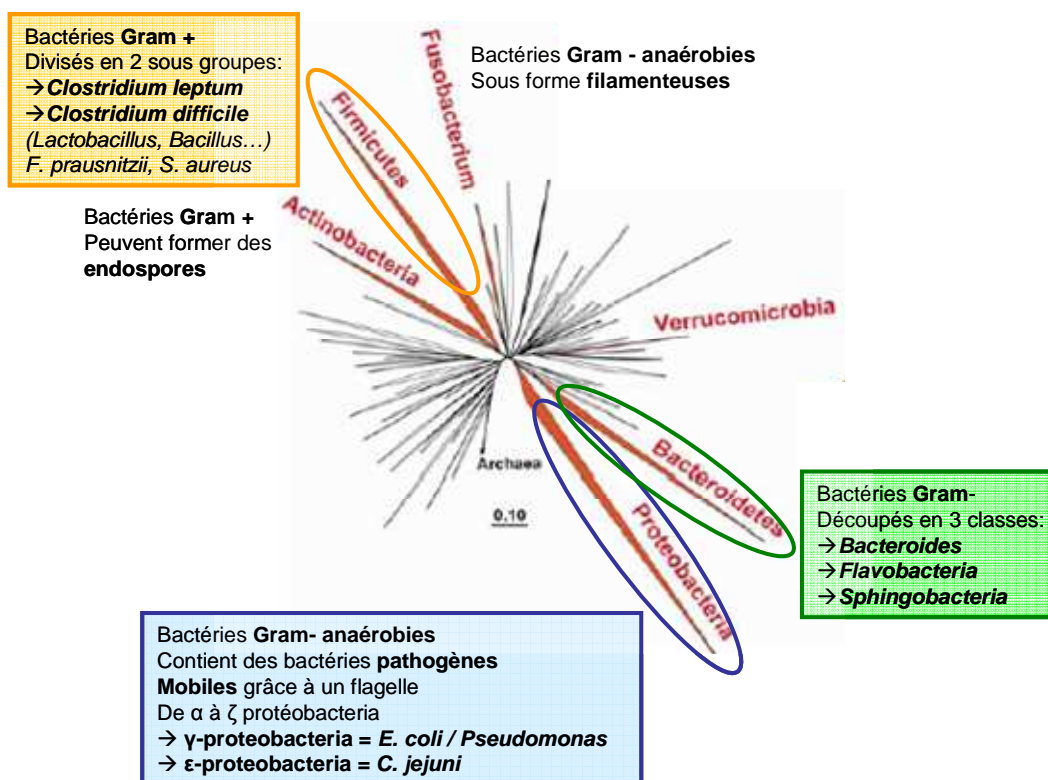 Bactéries Gram +
Divisés en 2 sous groupes:
→Clostridium leptum
→Clostridium difficile
(Lactobacillus, Bacillus…)
F. prausnitzii, S. aureus
Bactéries Gram - anaérobies
Sous forme filamenteuses
Fusobacterium
Firmicutes
Bactéries Gram +
Peuvent former des
endospores
Actinobacteria
Verrucomicrobia
Archaea
0.10
Bacteroidetes
Proteobacteria
Bactéries Gram-
Découpés en 3 classes:
→Bacteroides
→Flavobacteria
→Sphingobacteria
Bactéries Gram- anaérobies
Contient des bactéries pathogènes
Mobiles grâce à un flagelle
De α à ζ protéobacteria
→ γ-proteobacteria = E. coli / Pseudomonas
→ ε-proteobacteria = C. jejuni